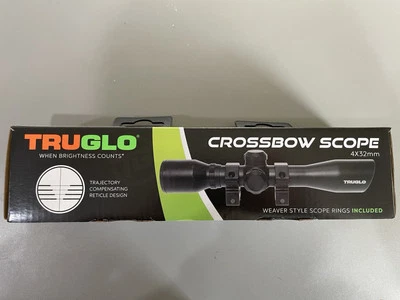 TRUGLO®
WHEN BRIGHTNESS COUNTS®
TRAJECTORY
COMPENSATING
RETICLE DESIGN
CROSSBOW SCOPE
4X32mm
TRUGLO
WEAVER STYLE SCOPE RINGS INCLUDED